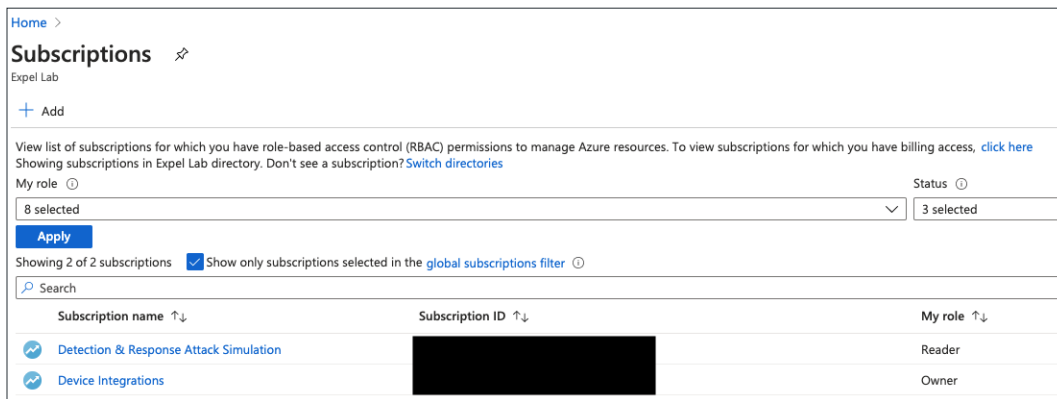 Home >
Subscriptions
Expel Lab
+ Add
View list of subscriptions for which you have role-based access control (RBAC) permissions to manage Azure resources. To view subscriptions for which you have billing access, click here
Showing subscriptions in Expel Lab directory. Don't see a subscription? Switch directories
My role
Status
8 selected
3 selected
Apply
Showing 2 of 2 subscriptions Show only subscriptions selected in the global subscriptions filter
Search
Subscription name ↑↓ Subscription ID ↑↓ My role ↑↓
Detection & Response Attack Simulation Reader
Device Integrations Owner